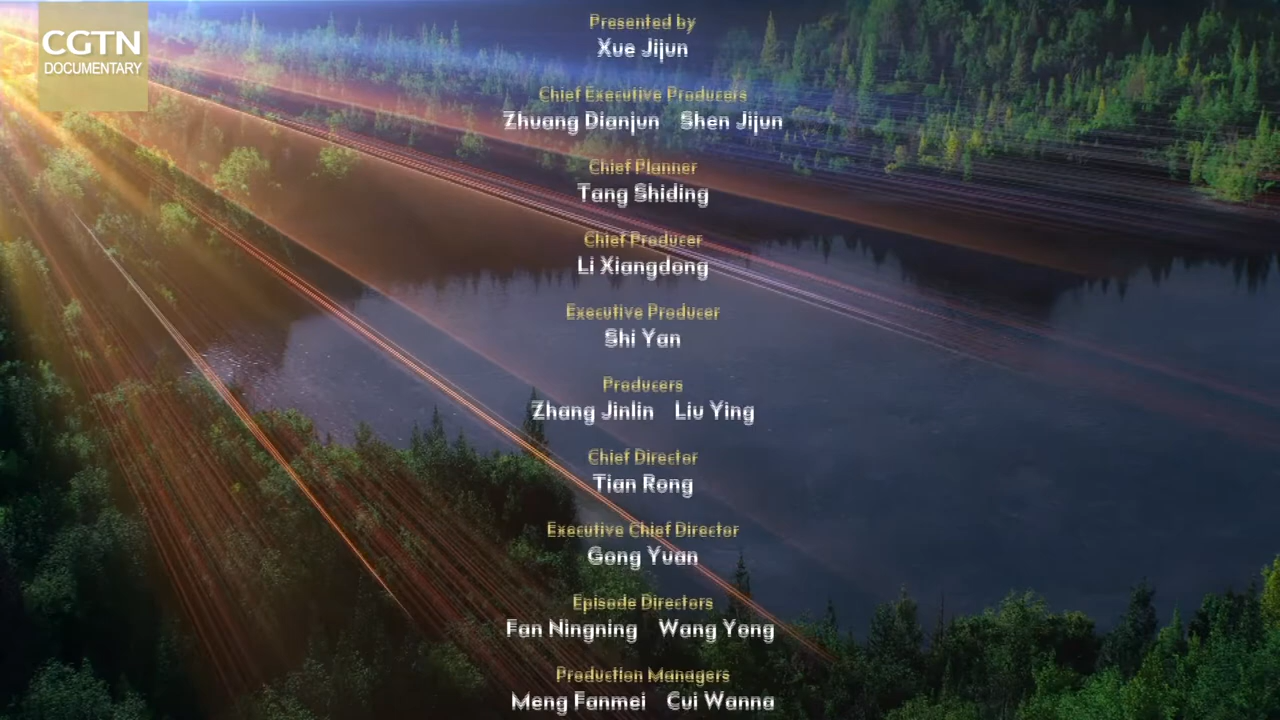 CGTN
DOCUMENTARY
Presented by
Xue Jijun
Chief Executive Producers
Zhuang Dianjun Shen Jijun
Chief Planner
Tang Shiding
Chief Producer
Li Xiangdong
Executive Producer
Shi Yan
Producers
Zhang Jinlin Liu Ying
Chief Director
Tian Rong
Executive Chief Director
Gong Yuan
Episode Directors
Fan Ningning Wang Yong
Production Managers
Meng Fanmei Cui Wanna